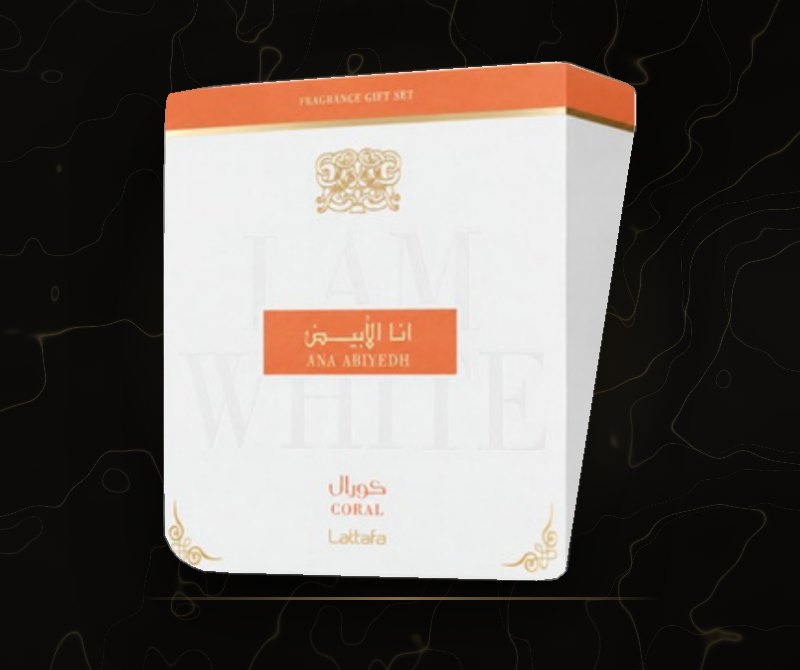 FRAGRANCE GIFT SET
I AM
انا الأبيض
ANA ABIYEDH
WHITE
كورال
CORAL
Lattafa